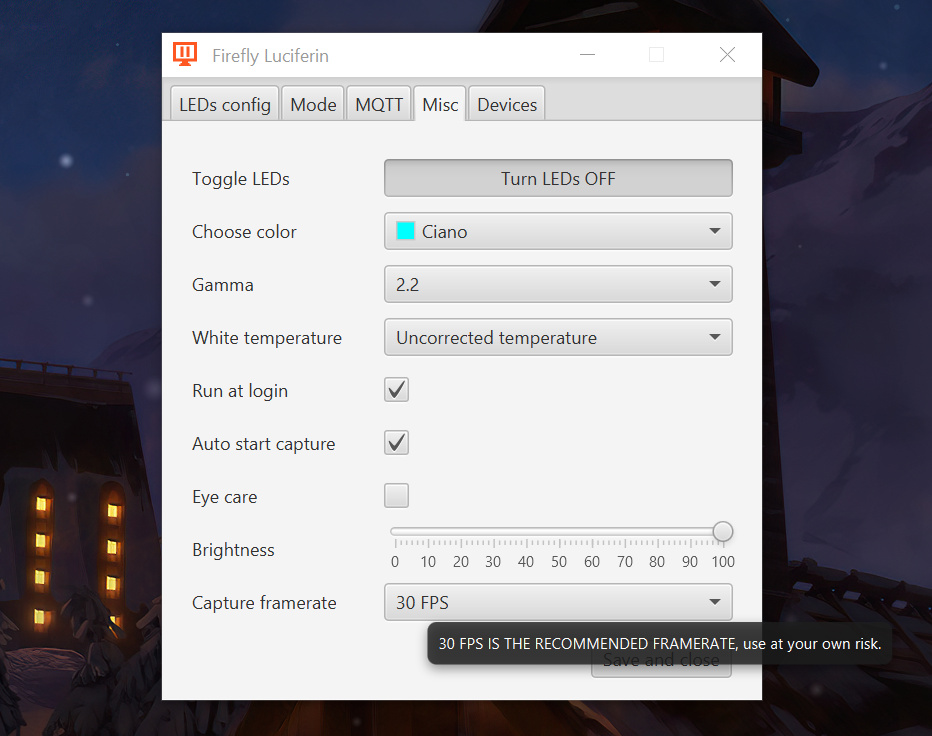 Firefly Luciferin
LEDs config Mode MQTT Misc Devices
Toggle LEDs Turn LEDs OFF
Choose color Ciano
Gamma 2.2
White temperature Uncorrected temperature
Run at login
Auto start capture
Eye care
Brightness
0 10 20 30 40 50 60 70 80 90 100
Capture framerate 30 FPS
30 FPS IS THE RECOMMENDED FRAMERATE, use at your own risk.
Save and close